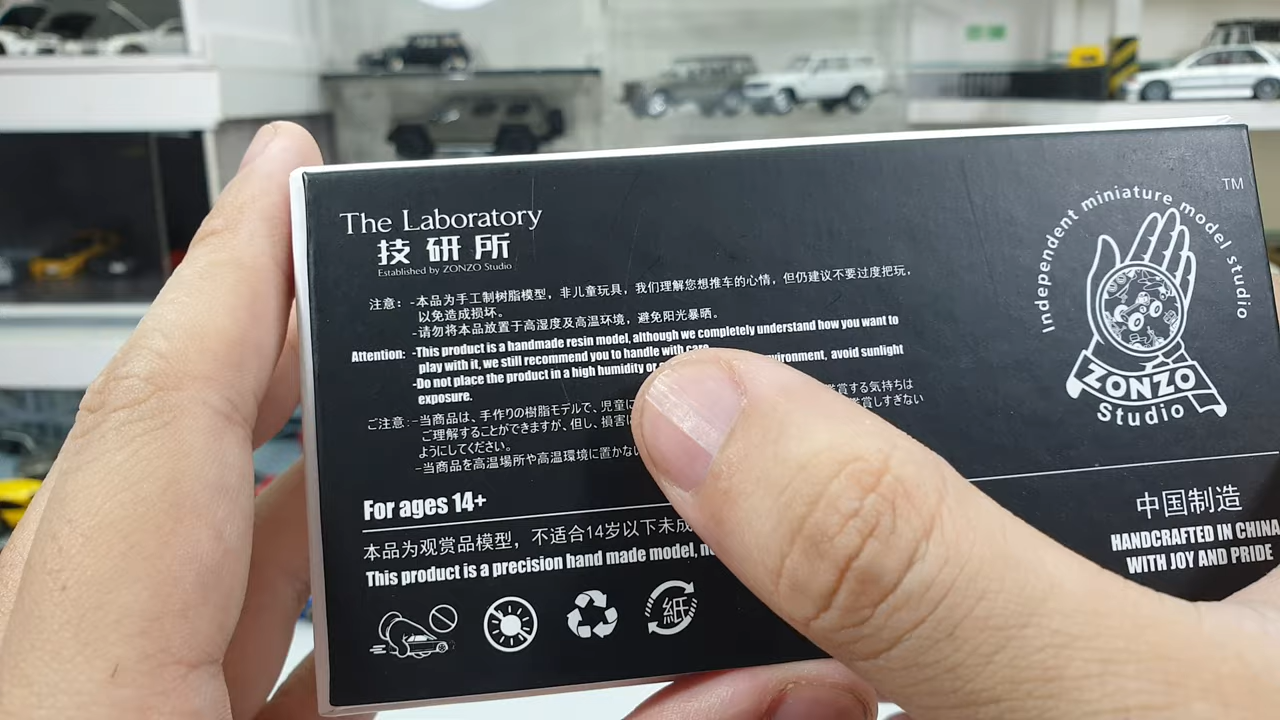 The Laboratory
技研所
Established by ZONZO Studio
注意：-本品为手工制树脂模型，非儿童玩具，我们理解您想推车的心情，但仍建议不要过度把玩，
以免造成损坏。
-请勿将本品放置于高湿度及高温环境，避免阳光暴晒。
Attention: -This product is a handmade resin model, although we completely understand how you want to
play with it, we still recommend you to handle with care.
-Do not place the product in a high humidity or environment, avoid sunlight
exposure.
ご注意：-当商品は、手作りの樹脂モデルで、児童 鑑賞する気持ちは
ご理解することができますが、但し、損害 鑑賞しすぎない
ようにしてください。
-当商品を高温場所や高温環境に置かない
For ages 14+
本品为观赏品模型，不适合14岁以下未成
This product is a precision hand made model,
紙
Independent miniature model studio
TM
ZONZO
Studio
中国制造
HANDCRAFTED IN CHINA
WITH JOY AND PRIDE